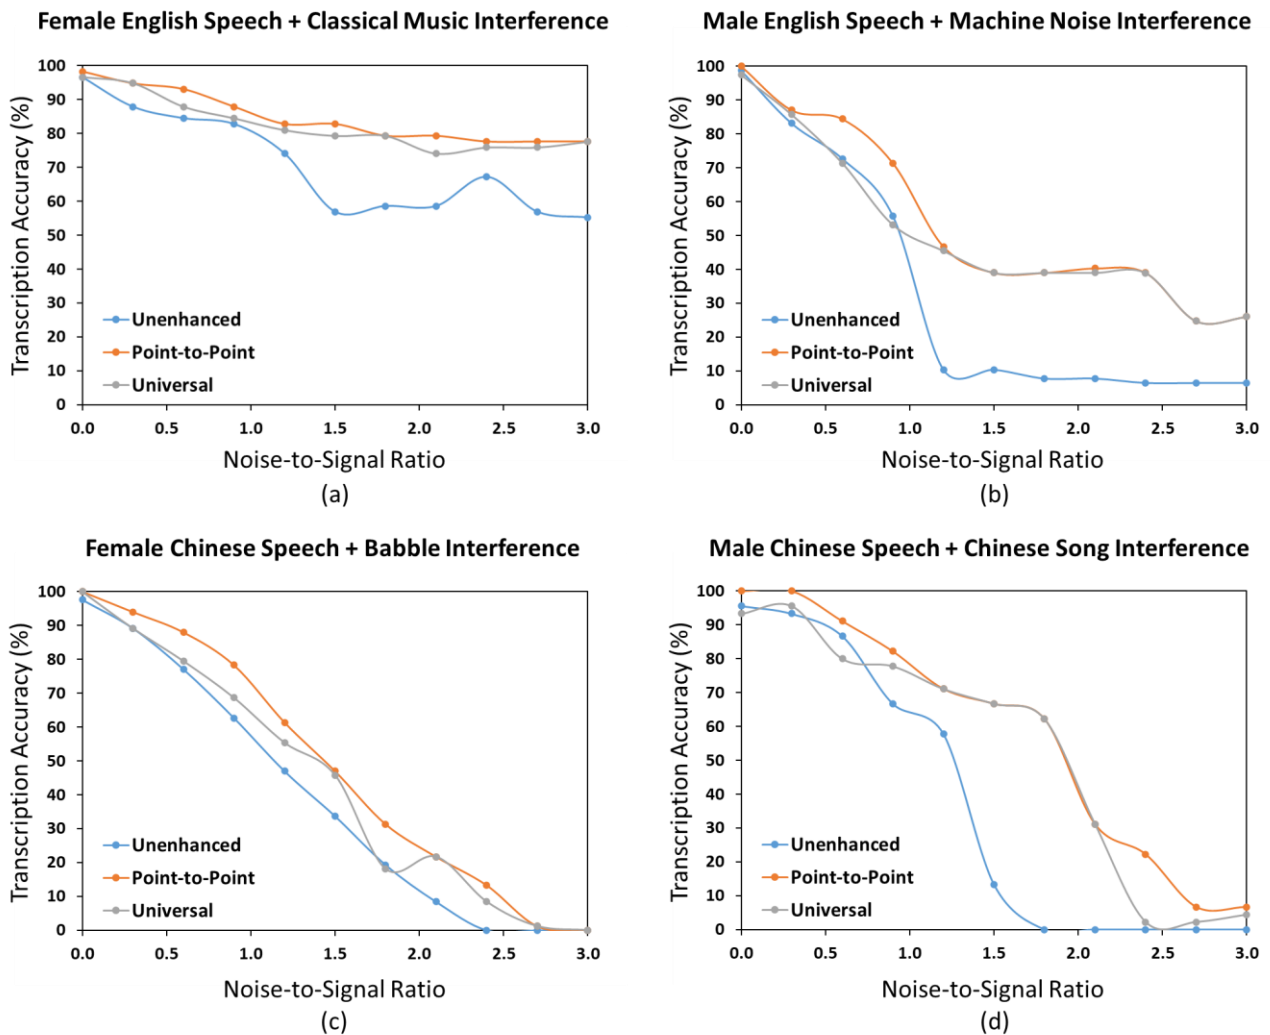 Female English Speech + Classical Music Interference
100
90
80
70
60
50
40
30
20
10
0
Transcription Accuracy (%)
Unenhanced
Point-to-Point
Universal
0.0 0.5 1.0 1.5 2.0 2.5 3.0
Noise-to-Signal Ratio
(a)
Male English Speech + Machine Noise Interference
100
90
80
70
60
50
40
30
20
10
0
Transcription Accuracy (%)
Unenhanced
Point-to-Point
Universal
0.0 0.5 1.0 1.5 2.0 2.5 3.0
Noise-to-Signal Ratio
(b)
Female Chinese Speech + Babble Interference
100
90
80
70
60
50
40
30
20
10
0
Transcription Accuracy (%)
Unenhanced
Point-to-Point
Universal
0.0 0.5 1.0 1.5 2.0 2.5 3.0
Noise-to-Signal Ratio
(c)
Male Chinese Speech + Chinese Song Interference
100
90
80
70
60
50
40
30
20
10
0
Transcription Accuracy (%)
Unenhanced
Point-to-Point
Universal
0.0 0.5 1.0 1.5 2.0 2.5 3.0
Noise-to-Signal Ratio
(d)